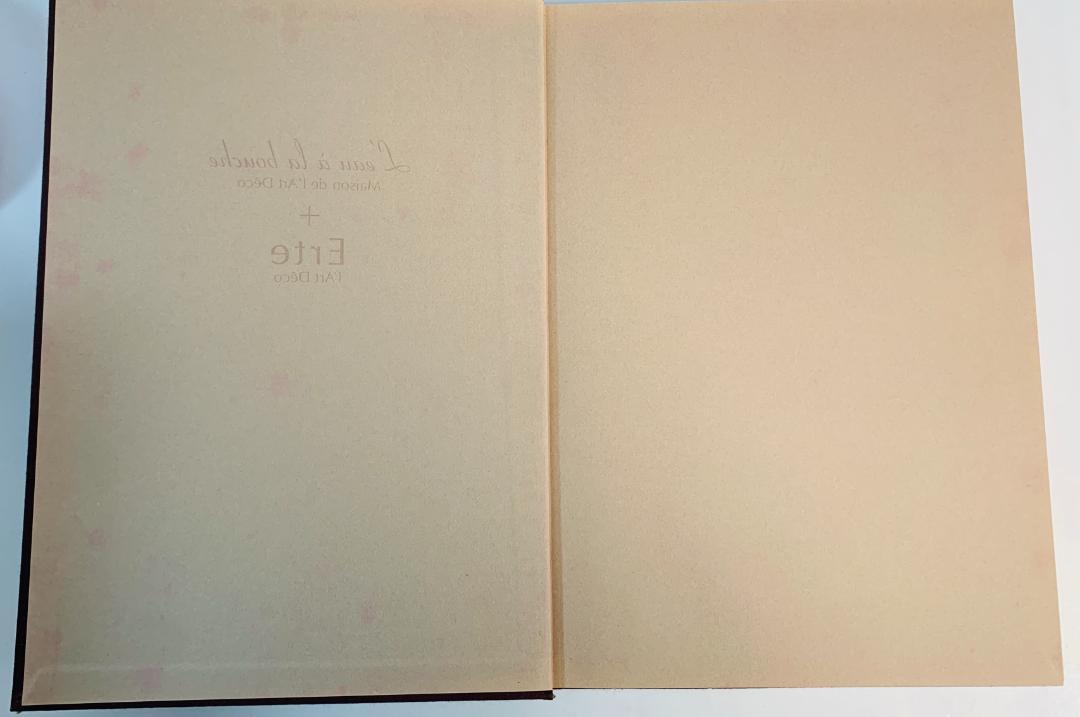 L'eau à la bouche
Maison de l'Art Déco
+
Erte
l'Art Déco